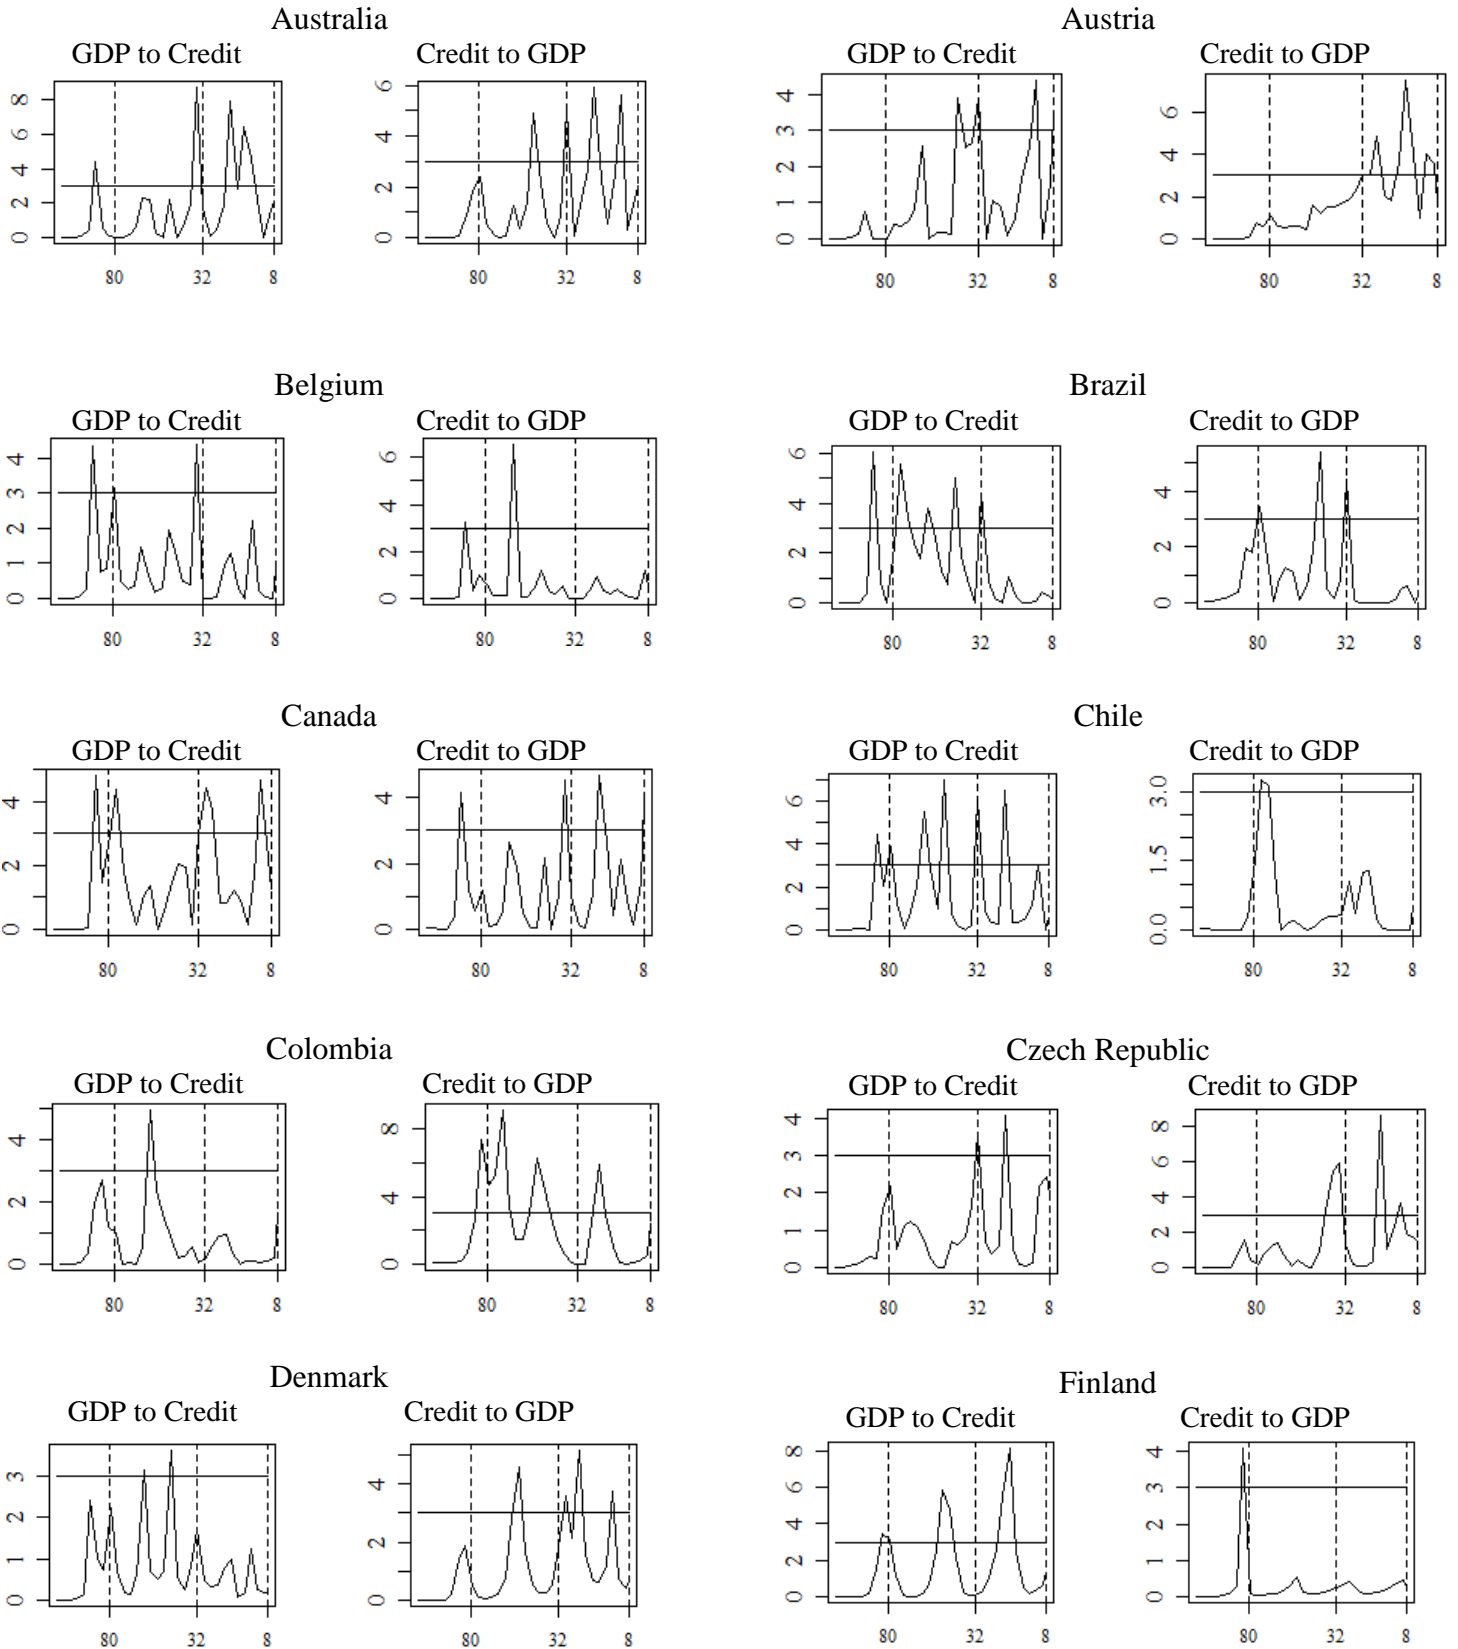 Australia
Austria
GDP to Credit
Credit to GDP
GDP to Credit
Credit to GDP
0 2 4 6 8
80 32 8
0 2 4 6
80 32 8
0 1 2 3 4
80 32 8
0 2 4 6
80 32 8
Belgium
Brazil
GDP to Credit
Credit to GDP
GDP to Credit
Credit to GDP
0 1 2 3 4
80 32 8
0 2 4 6
80 32 8
0 2 4 6
80 32 8
0 2 4
80 32 8
Canada
Chile
GDP to Credit
Credit to GDP
GDP to Credit
Credit to GDP
0 2 4
80 32 8
0 2 4
80 32 8
0 2 4 6
80 32 8
0.0 1.5 3.0
80 32 8
Colombia
Czech Republic
GDP to Credit
Credit to GDP
GDP to Credit
Credit to GDP
0 2 4
80 32 8
0 4 8
80 32 8
0 1 2 3 4
80 32 8
0 2 4 6 8
80 32 8
Denmark
Finland
GDP to Credit
Credit to GDP
GDP to Credit
Credit to GDP
0 1 2 3
80 32 8
0 2 4
80 32 8
0 2 4 6 8
80 32 8
0 1 2 3 4
80 32 8